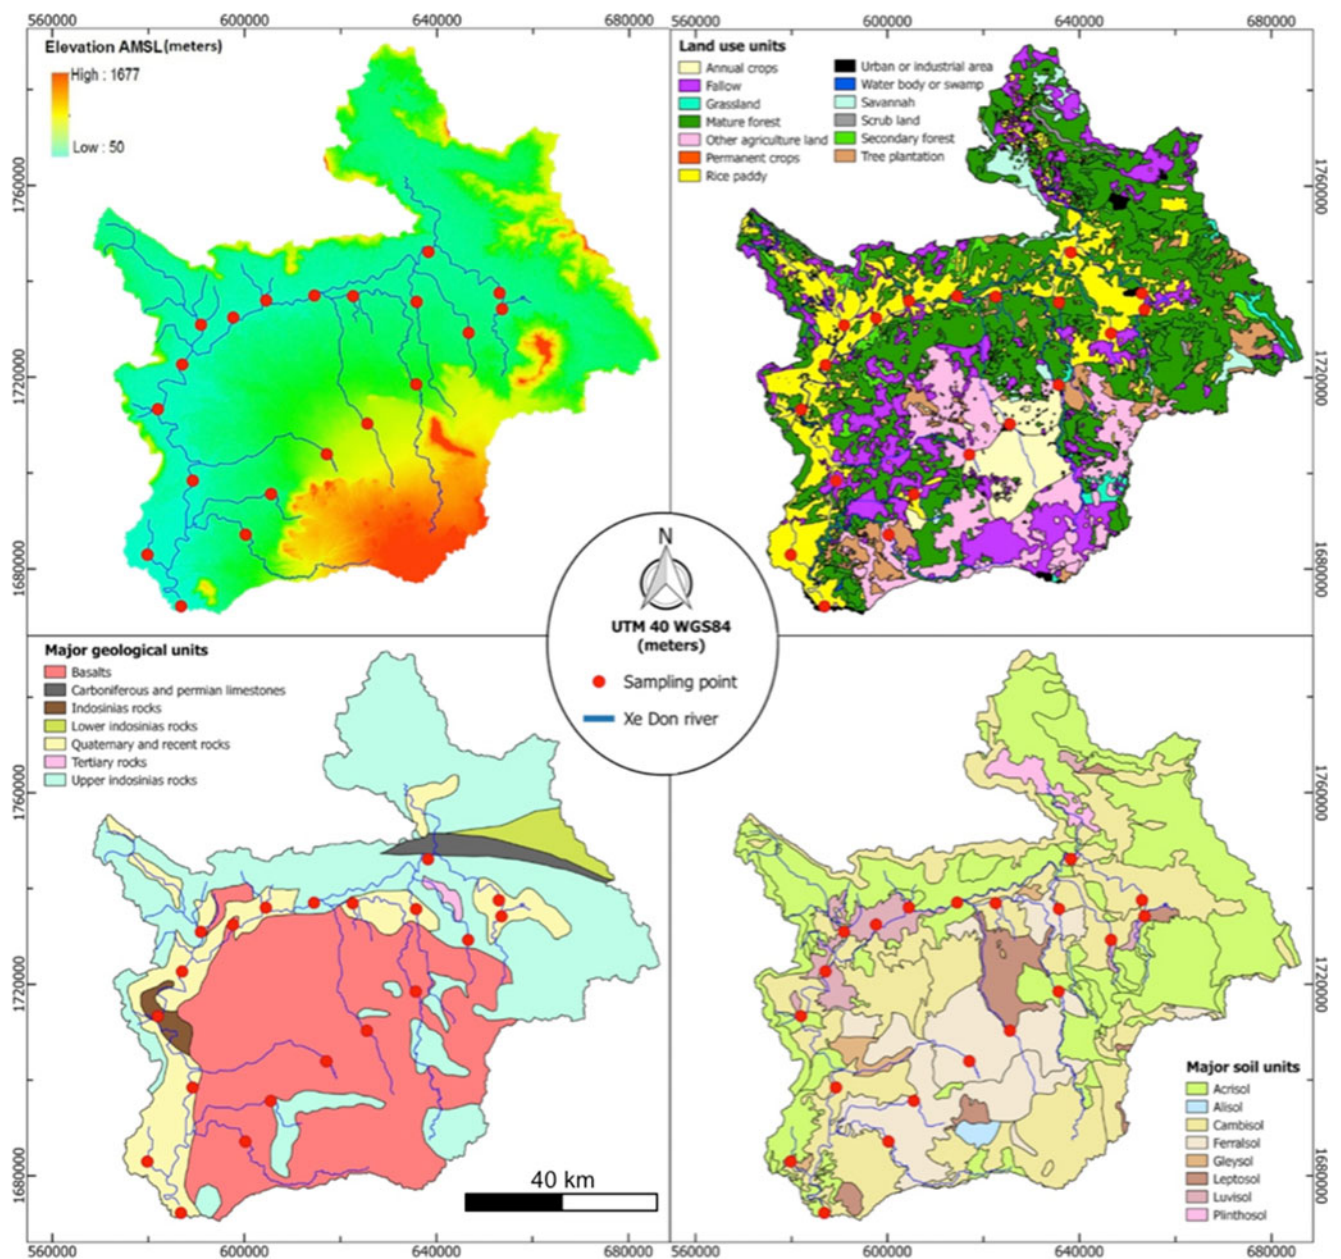 560000 600000 640000 680000
560000 600000 640000 680000
Elevation AMSL(meters)
High : 1677
Low : 50
Land use units
Annual crops
Fallow
Grassland
Mature forest
Other agriculture land
Permanent crops
Rice paddy
Urban or industrial area
Water body or swamp
Savannah
Scrub land
Secondary forest
Tree plantation
1760000
1720000
1680000
1760000
1720000
1680000
N
UTM 40 WGS84
(meters)
Sampling point
Xe Don river
Major geological units
Basalts
Carboniferous and permian limestones
Indosinias rocks
Lower indosinias rocks
Quaternary and recent rocks
Tertiary rocks
Upper indosinias rocks
1760000
1720000
1680000
40 km
Major soil units
Acrisol
Alisol
Cambisol
Ferralsol
Gleysol
Leptosol
Luvisol
Plinthosol
1760000
1720000
1680000
560000 600000 640000 680000
560000 600000 640000 680000